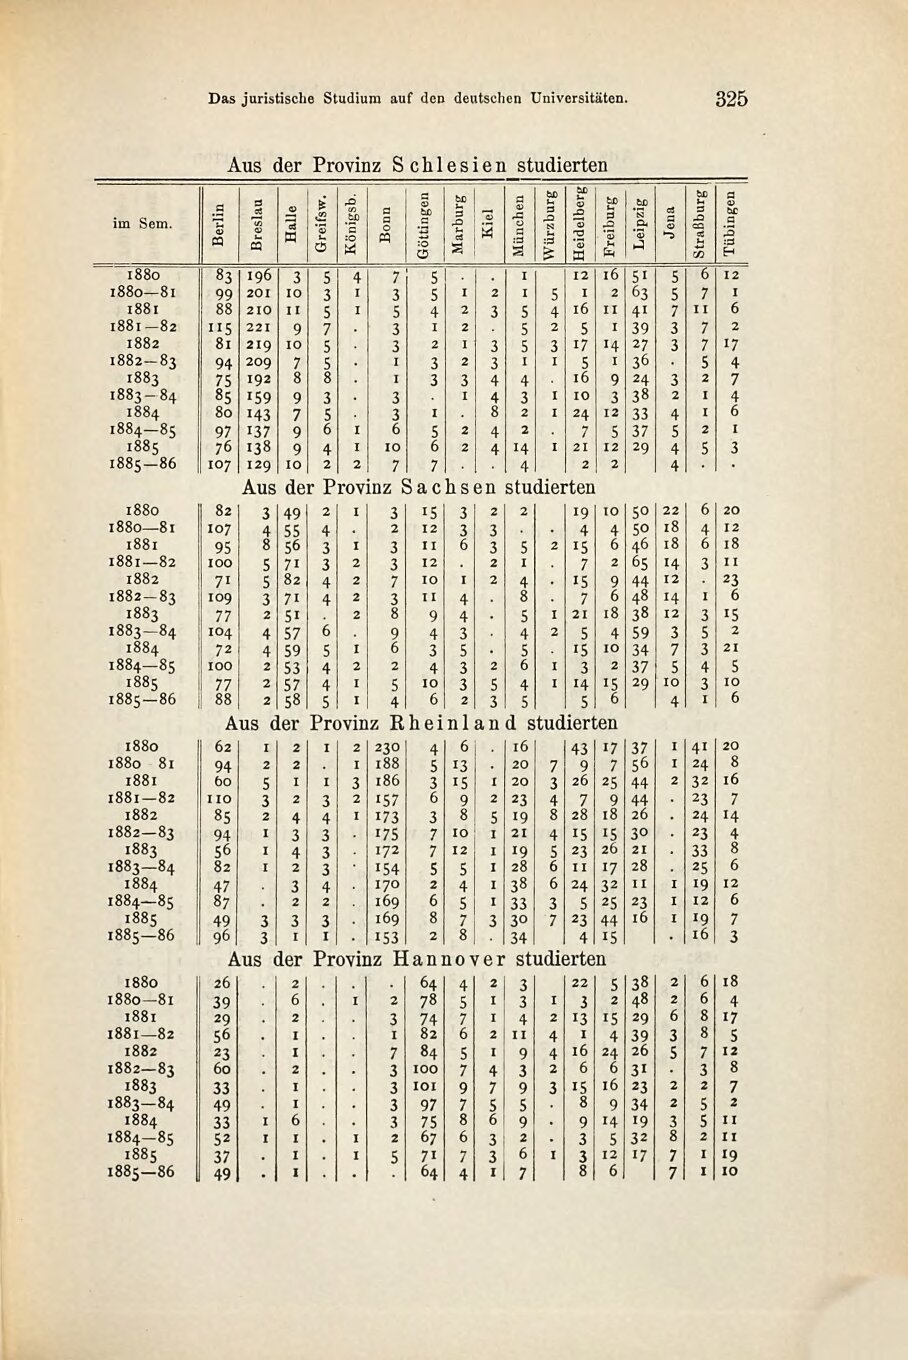 Das juristische Studium auf den deutschen Universitäten. 325
Aus der Provinz Schlesien studierten
im Sem. Berlin Breslau Halle Greifsw. Königsb. Bonn Göttingen Marburg Kiel München Würzburg Heidelberg Freiburg Leipzig Jena Straßburg Tübingen
1880 83 196 3 5 4 7 5 . . 1 12 16 51 5 6 12
1880—81 99 201 10 3 1 3 5 1 2 1 5 1 2 63 5 7 1
1881 88 210 11 5 1 5 4 2 3 5 4 16 11 41 7 11 6
1881—82 115 221 9 7 . 3 1 2 . 5 2 5 1 39 3 7 2
1882 81 219 10 5 . 3 2 1 3 5 3 17 14 27 3 7 17
1882—83 94 209 7 5 . 1 3 2 3 1 1 5 1 36 . 5 4
1883 75 192 8 8 . 1 3 3 4 4 . 16 9 24 3 2 7
1883—84 85 159 9 3 . 3 . 1 4 3 1 10 3 38 2 1 4
1884 80 143 7 5 . 3 1 . 8 2 1 24 12 33 4 1 6
1884—85 97 137 9 6 1 6 5 2 4 2 . 7 5 37 5 2 1
1885 76 138 9 4 1 10 6 2 4 14 1 21 12 29 4 5 3
1885—86 107 129 10 2 2 7 7 . . 4 2 2 4 . .
Aus der Provinz Sachsen studierten
1880 82 3 49 2 1 3 15 3 2 2 19 10 50 22 6 20
1880—81 107 4 55 4 . 2 12 3 3 . . 4 4 50 18 4 12
1881 95 8 56 3 1 3 11 6 3 5 2 15 6 46 18 6 18
1881—82 100 5 71 3 2 3 12 . 2 1 . 7 2 65 14 3 11
1882 71 5 82 4 2 7 10 1 2 4 . 15 9 44 12 . 23
1882—83 109 3 71 4 2 3 11 4 . 8 . 7 6 48 14 1 6
1883 77 2 51 . 2 8 9 4 . 5 1 21 18 38 12 3 15
1883—84 104 4 57 6 . 9 4 3 . 4 2 5 4 59 3 5 2
1884 72 4 59 5 1 6 3 5 . 5 . 15 10 34 7 3 21
1884—85 100 2 53 4 2 2 4 3 2 6 1 3 2 37 5 4 5
1885 77 2 57 4 1 5 10 3 5 4 1 14 15 29 10 3 10
1885—86 88 2 58 5 1 4 6 2 3 5 5 6 4 1 6
Aus der Provinz Rheinland studierten
1880 62 1 2 1 2 230 4 6 . 16 43 17 37 1 41 20
1880 81 94 2 2 . 1 188 5 13 . 20 7 9 7 56 1 24 8
1881 60 5 1 1 3 186 3 15 1 20 3 26 25 44 2 32 16
1881—82 110 3 2 3 2 157 6 9 2 23 4 7 9 44 . 23 7
1882 85 2 4 4 1 173 3 8 5 19 8 28 18 26 . 24 14
1882—83 94 1 3 3 . 175 7 10 1 21 4 15 15 30 . 23 4
1883 56 1 4 3 . 172 7 12 1 19 5 23 26 21 . 33 8
1883—84 82 1 2 3 . 154 5 5 1 28 6 11 17 28 . 25 6
1884 47 . 3 4 . 170 2 4 1 38 6 24 32 11 1 19 12
1884—85 87 . 2 2 . 169 6 5 1 33 3 5 25 23 1 12 6
1885 49 3 3 3 . 169 8 7 3 30 7 23 44 16 1 19 7
1885—86 96 3 1 1 . 153 2 8 . 34 4 15 . 16 3
Aus der Provinz Hannover studierten
1880 26 . 2 . . . 64 4 2 3 22 5 38 2 6 18
1880—81 39 . 6 . 1 2 78 5 1 3 1 3 2 48 2 6 4
1881 29 . 2 . . 3 74 7 1 4 2 13 15 29 6 8 17
1881—82 56 . 1 . . 1 82 6 2 11 4 1 4 39 3 8 5
1882 23 . 1 . . 7 84 5 1 9 4 16 24 26 5 7 12
1882—83 60 . 2 . . 3 100 7 4 3 2 6 6 31 . 3 8
1883 33 . 1 . . 3 101 9 7 9 3 15 16 23 2 2 7
1883—84 49 . 1 . . 3 97 7 5 5 . 8 9 34 2 5 2
1884 33 1 6 . . 3 75 8 6 9 . 9 14 19 3 5 11
1884—85 52 1 1 . 1 2 67 6 3 2 . 3 5 32 8 2 11
1885 37 . 1 . 1 5 71 7 3 6 1 3 12 17 7 1 19
1885—86 49 . 1 . . . 64 4 1 7 8 6 7 1 10